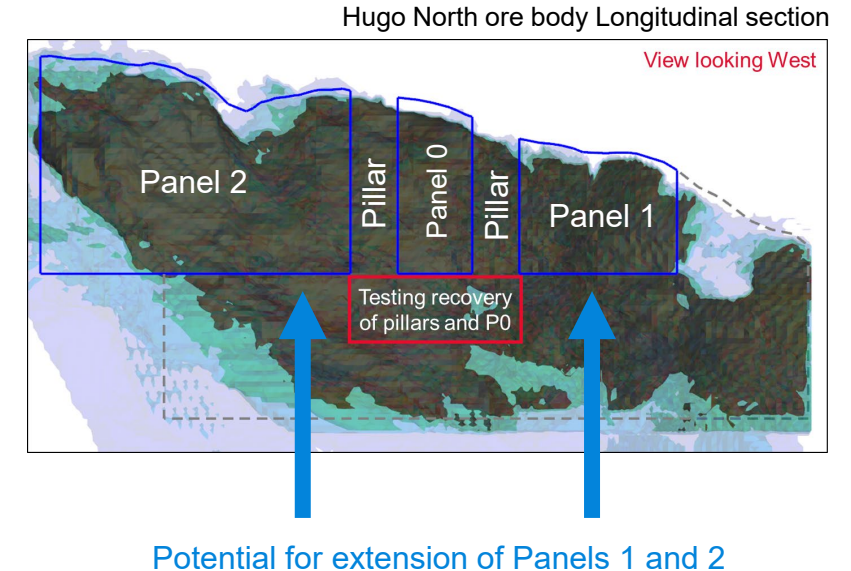 Hugo North ore body Longitudinal section
View looking West
Panel 2
Pillar
Panel 0
Pillar
Panel 1
Testing recovery
of pillars and P0
Potential for extension of Panels 1 and 2